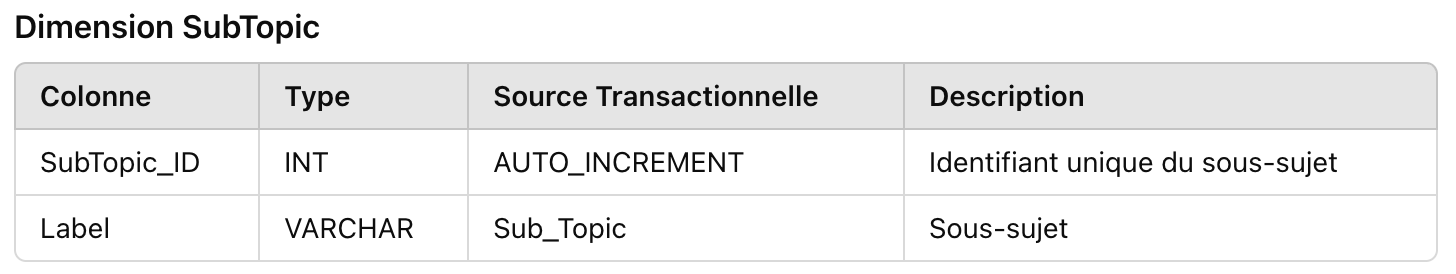 Dimension SubTopic
Colonne Type Source Transactionnelle Description
SubTopic_ID INT AUTO_INCREMENT Identifiant unique du sous-sujet
Label VARCHAR Sub_Topic Sous-sujet